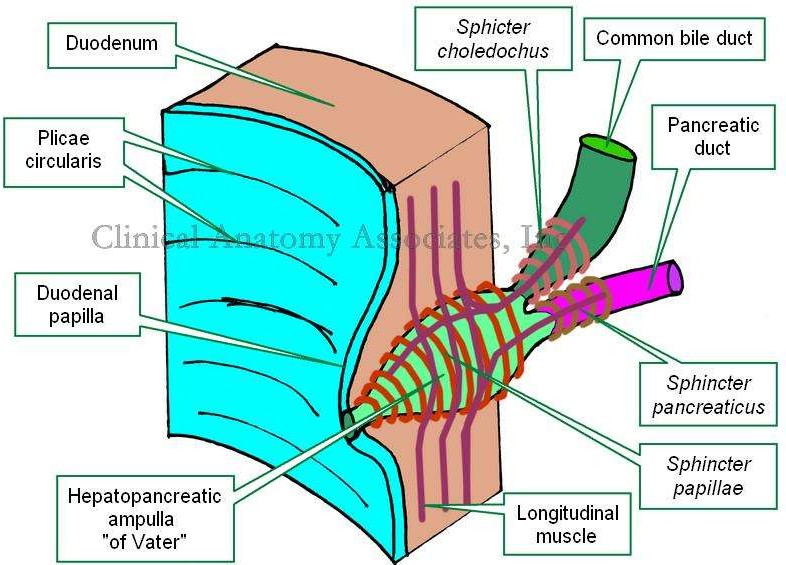 Sphicter
choledochus
Common bile duct
Duodenum
Pancreatic
duct
Plicae
circularis
Clinical Anatomy Associates, Inc
Duodenal
papilla
Sphincter
pancreaticus
Sphincter
papillae
Hepatopancreatic
ampulla
"of Vater"
Longitudinal
muscle